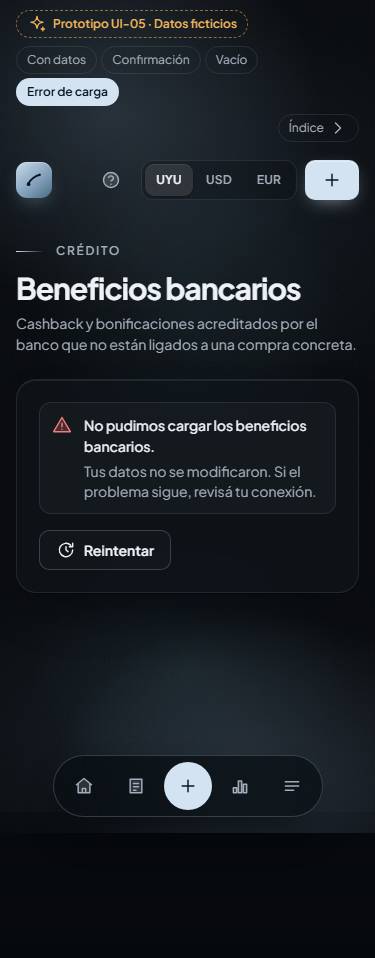 Prototipo UI-05 · Datos ficticios
Con datos
Confirmación
Vacío
Error de carga
Índice
UYU
USD
EUR
CRÉDITO
Beneficios bancarios
Cashback y bonificaciones acreditados por el
banco que no están ligados a una compra concreta.
No pudimos cargar los beneficios
bancarios.
Tus datos no se modificaron. Si el
problema sigue, revisá tu conexión.
Reintentar